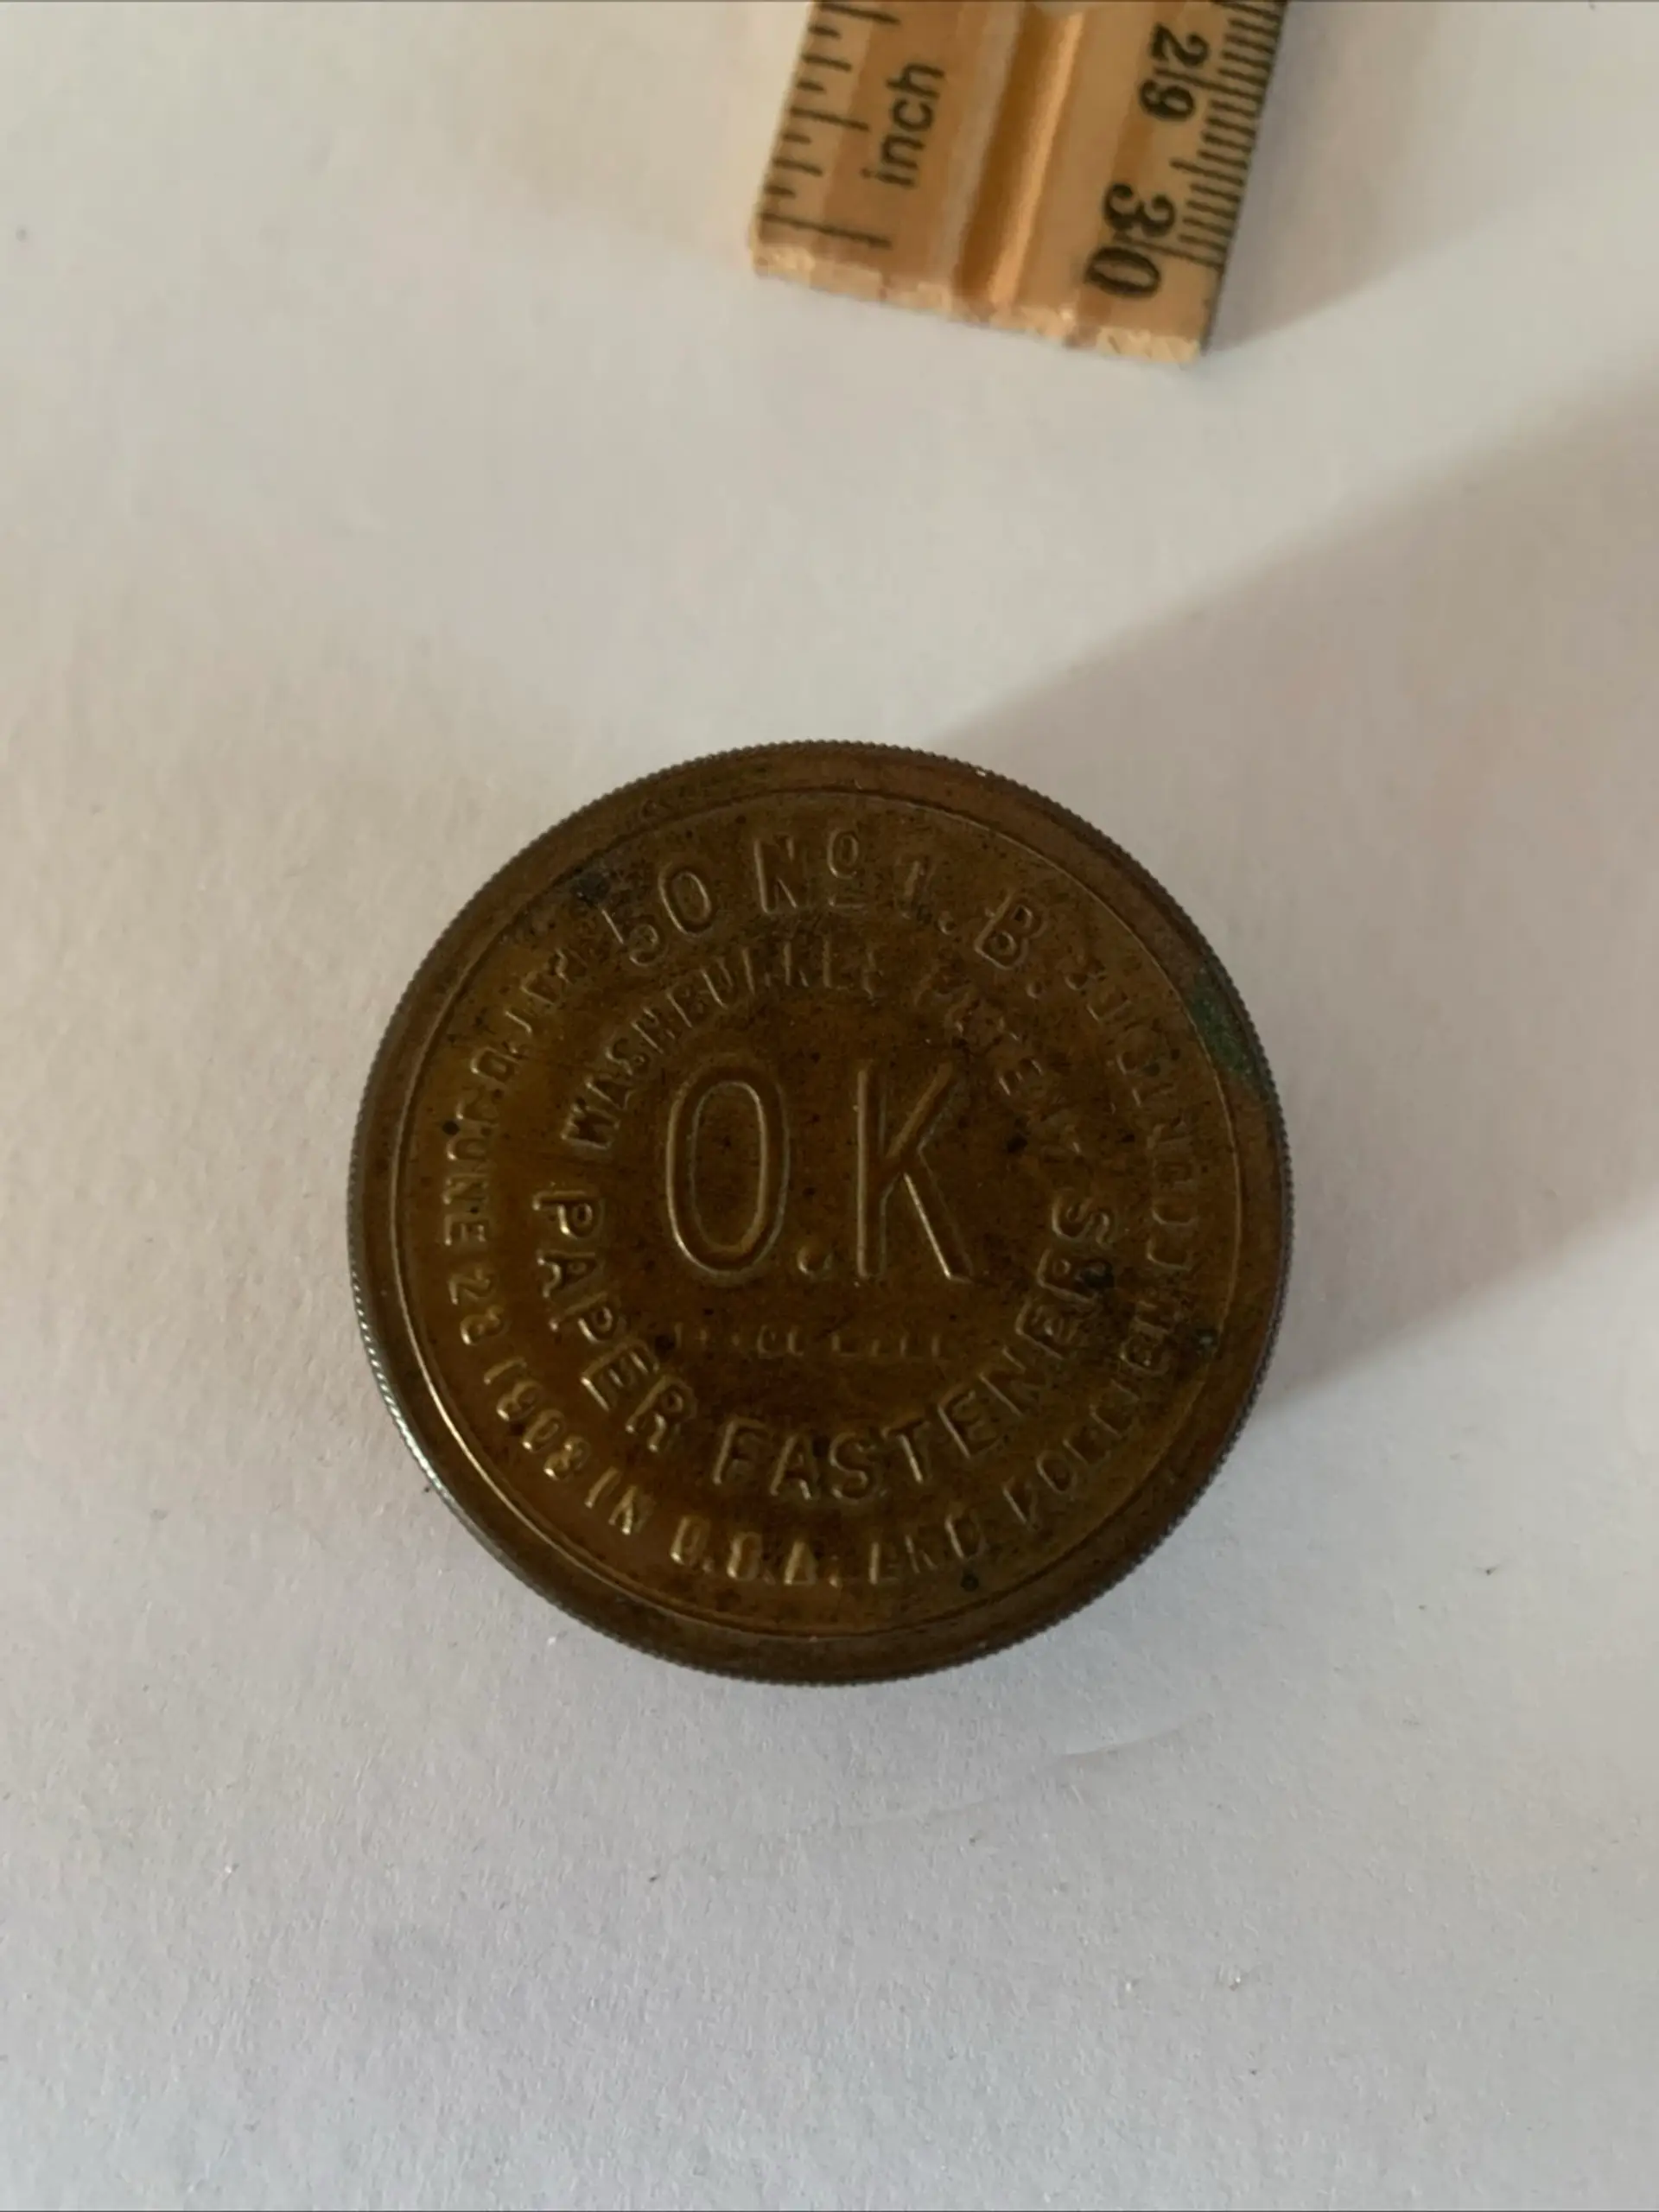 inch
29
30
50 No 1. B.
WASHBURNE'S PATENT
O.K
PAPER FASTENERS
JUNE 23 1903 IN U.S.A. AND FOREIGN